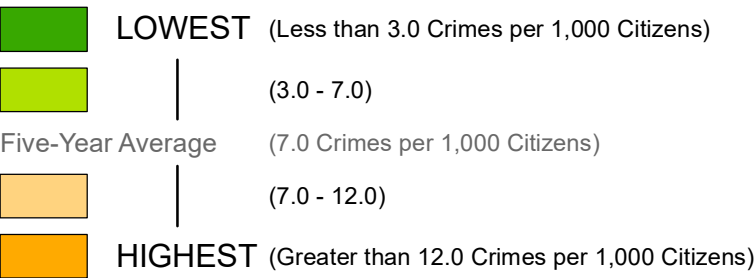 LOWEST (Less than 3.0 Crimes per 1,000 Citizens)
(3.0 - 7.0)
Five-Year Average (7.0 Crimes per 1,000 Citizens)
(7.0 - 12.0)
HIGHEST (Greater than 12.0 Crimes per 1,000 Citizens)